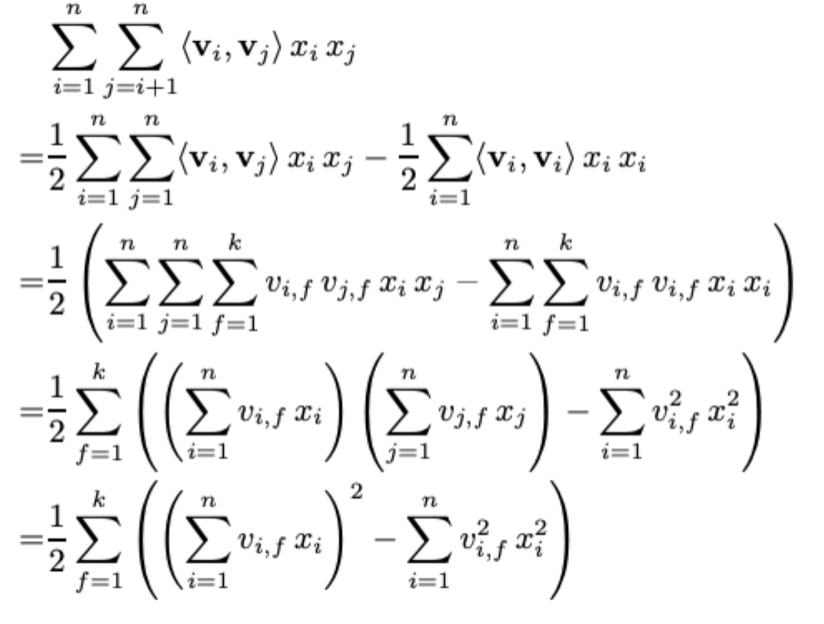 \sum_{i=1}^{n} \sum_{j=i+1}^{n} \langle \mathbf{v}_i, \mathbf{v}_j \rangle \, x_i \, x_j
= \frac{1}{2} \sum_{i=1}^{n} \sum_{j=1}^{n} \langle \mathbf{v}_i, \mathbf{v}_j \rangle \, x_i \, x_j - \frac{1}{2} \sum_{i=1}^{n} \langle \mathbf{v}_i, \mathbf{v}_i \rangle \, x_i \, x_i
= \frac{1}{2} \left( \sum_{i=1}^{n} \sum_{j=1}^{n} \sum_{f=1}^{k} v_{i,f} \, v_{j,f} \, x_i \, x_j - \sum_{i=1}^{n} \sum_{f=1}^{k} v_{i,f} \, v_{i,f} \, x_i \, x_i \right)
= \frac{1}{2} \sum_{f=1}^{k} \left( \left( \sum_{i=1}^{n} v_{i,f} \, x_i \right) \left( \sum_{j=1}^{n} v_{j,f} \, x_j \right) - \sum_{i=1}^{n} v_{i,f}^2 \, x_i^2 \right)
= \frac{1}{2} \sum_{f=1}^{k} \left( \left( \sum_{i=1}^{n} v_{i,f} \, x_i \right)^2 - \sum_{i=1}^{n} v_{i,f}^2 \, x_i^2 \right)